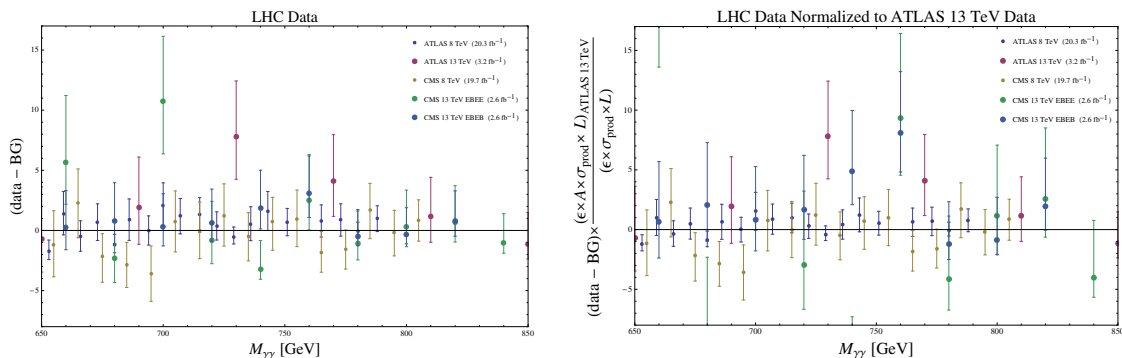 LHC Data
ATLAS 8 TeV (20.3 fb⁻¹)
ATLAS 13 TeV (3.2 fb⁻¹)
CMS 8 TeV (19.7 fb⁻¹)
CMS 13 TeV EBEE (2.6 fb⁻¹)
CMS 13 TeV EBEB (2.6 fb⁻¹)
(data − BG)
15
10
5
0
−5
650
700
750
800
850
M_γγ [GeV]
LHC Data Normalized to ATLAS 13 TeV Data
ATLAS 8 TeV (20.3 fb⁻¹)
ATLAS 13 TeV (3.2 fb⁻¹)
CMS 8 TeV (19.7 fb⁻¹)
CMS 13 TeV EBEE (2.6 fb⁻¹)
CMS 13 TeV EBEB (2.6 fb⁻¹)
(data − BG) × (ϵ × A × σ_prod × L)_ATLAS 13 TeV
(ϵ × σ_prod × L)
15
10
5
0
−5
650
700
750
800
850
M_γγ [GeV]